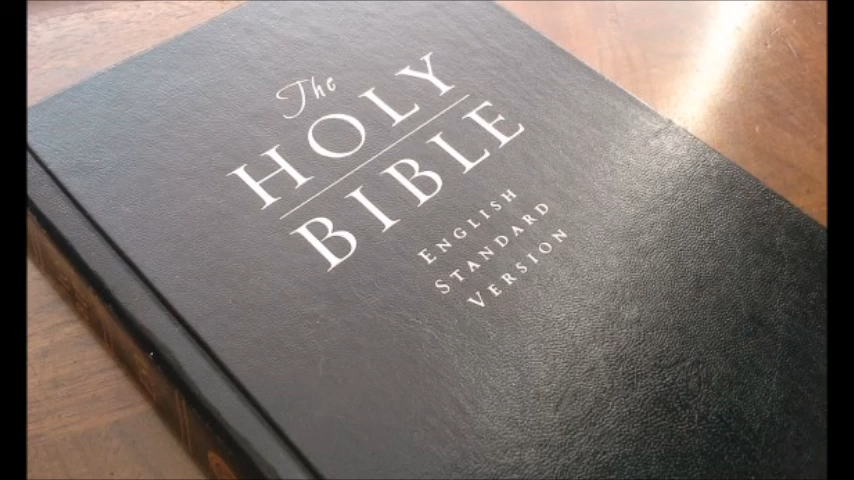 The
HOLY
BIBLE
ENGLISH
STANDARD
VERSION